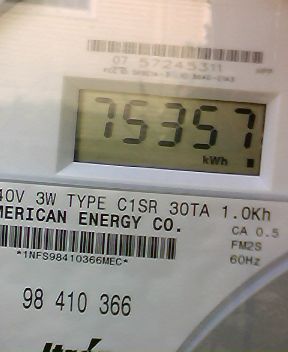 07 57245311
75357
kWh
40V 3W TYPE C1SR 30TA 1.0Kh
MERICAN ENERGY CO.
CA 0.5
FM2S
*1NFS98410366MEC*
60Hz
98 410 366
Itron